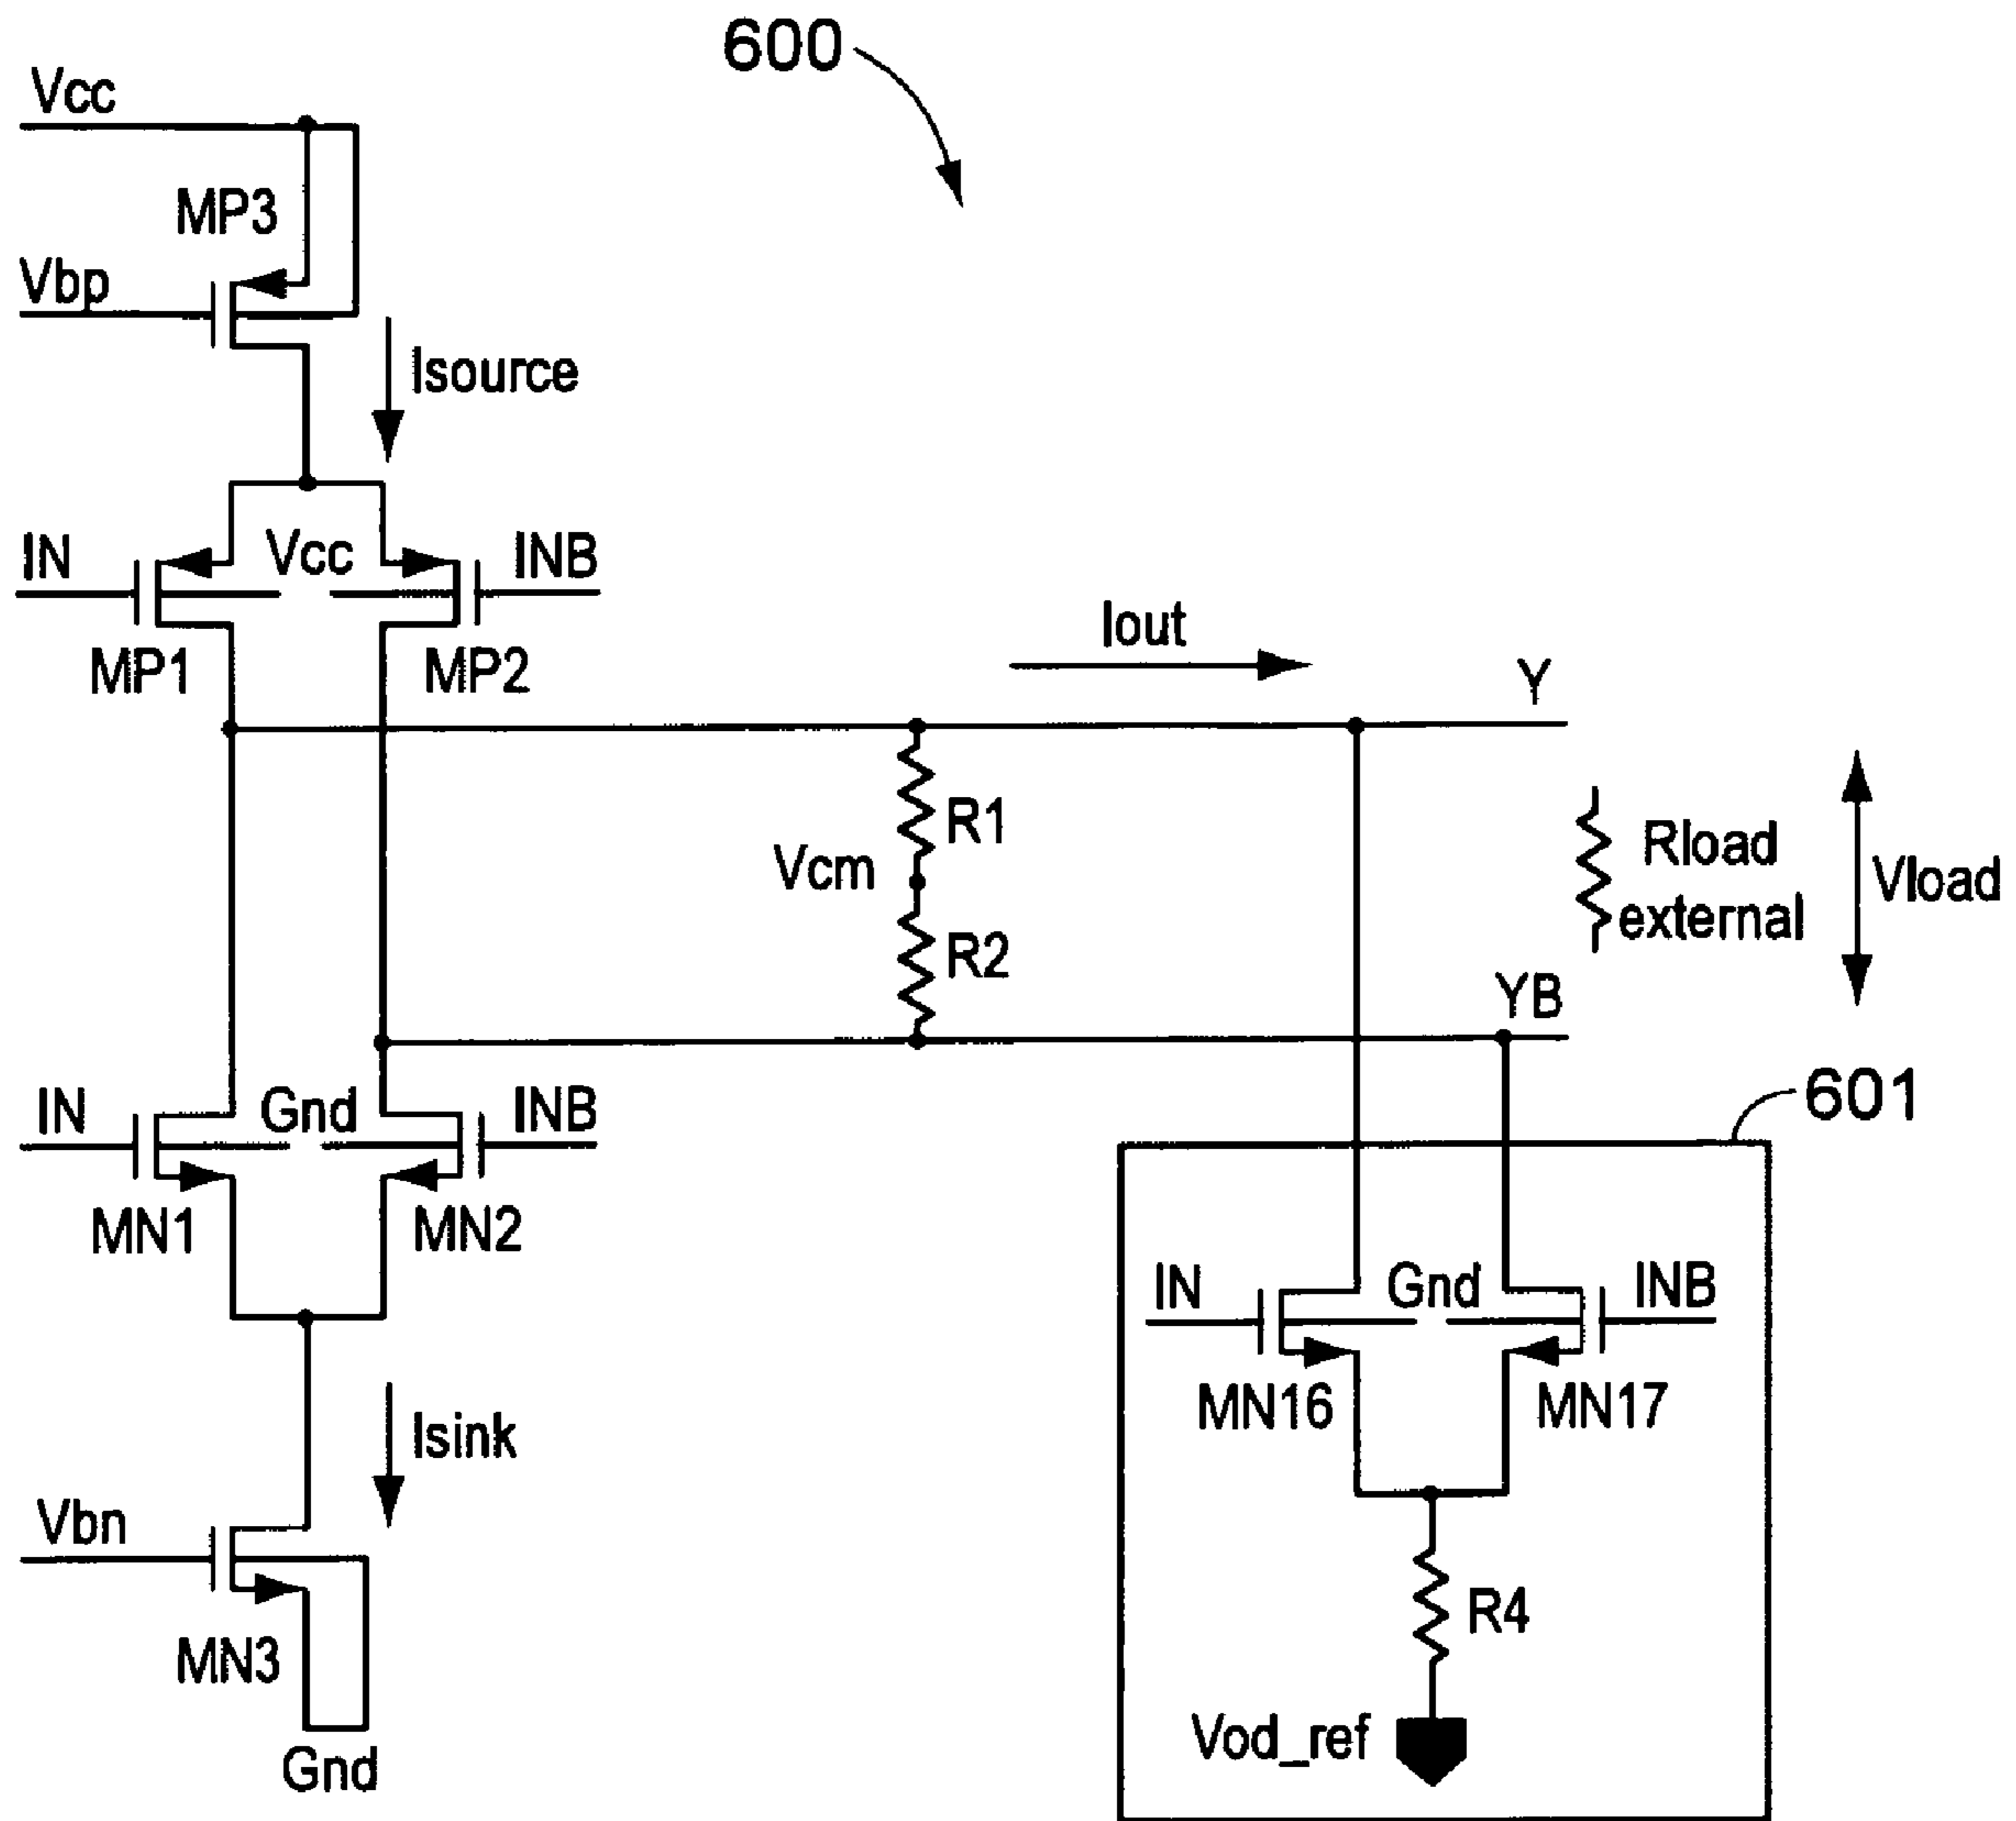 600
Vcc
MP3
Vbp
Isource
IN
Vcc
INB
MP1
MP2
Iout
Y
R1
Vcm
R2
Rload
external
Vload
YB
601
IN
Gnd
INB
MN1
MN2
IN
Gnd
INB
MN16
MN17
Isink
Vbn
MN3
Gnd
R4
Vod_ref